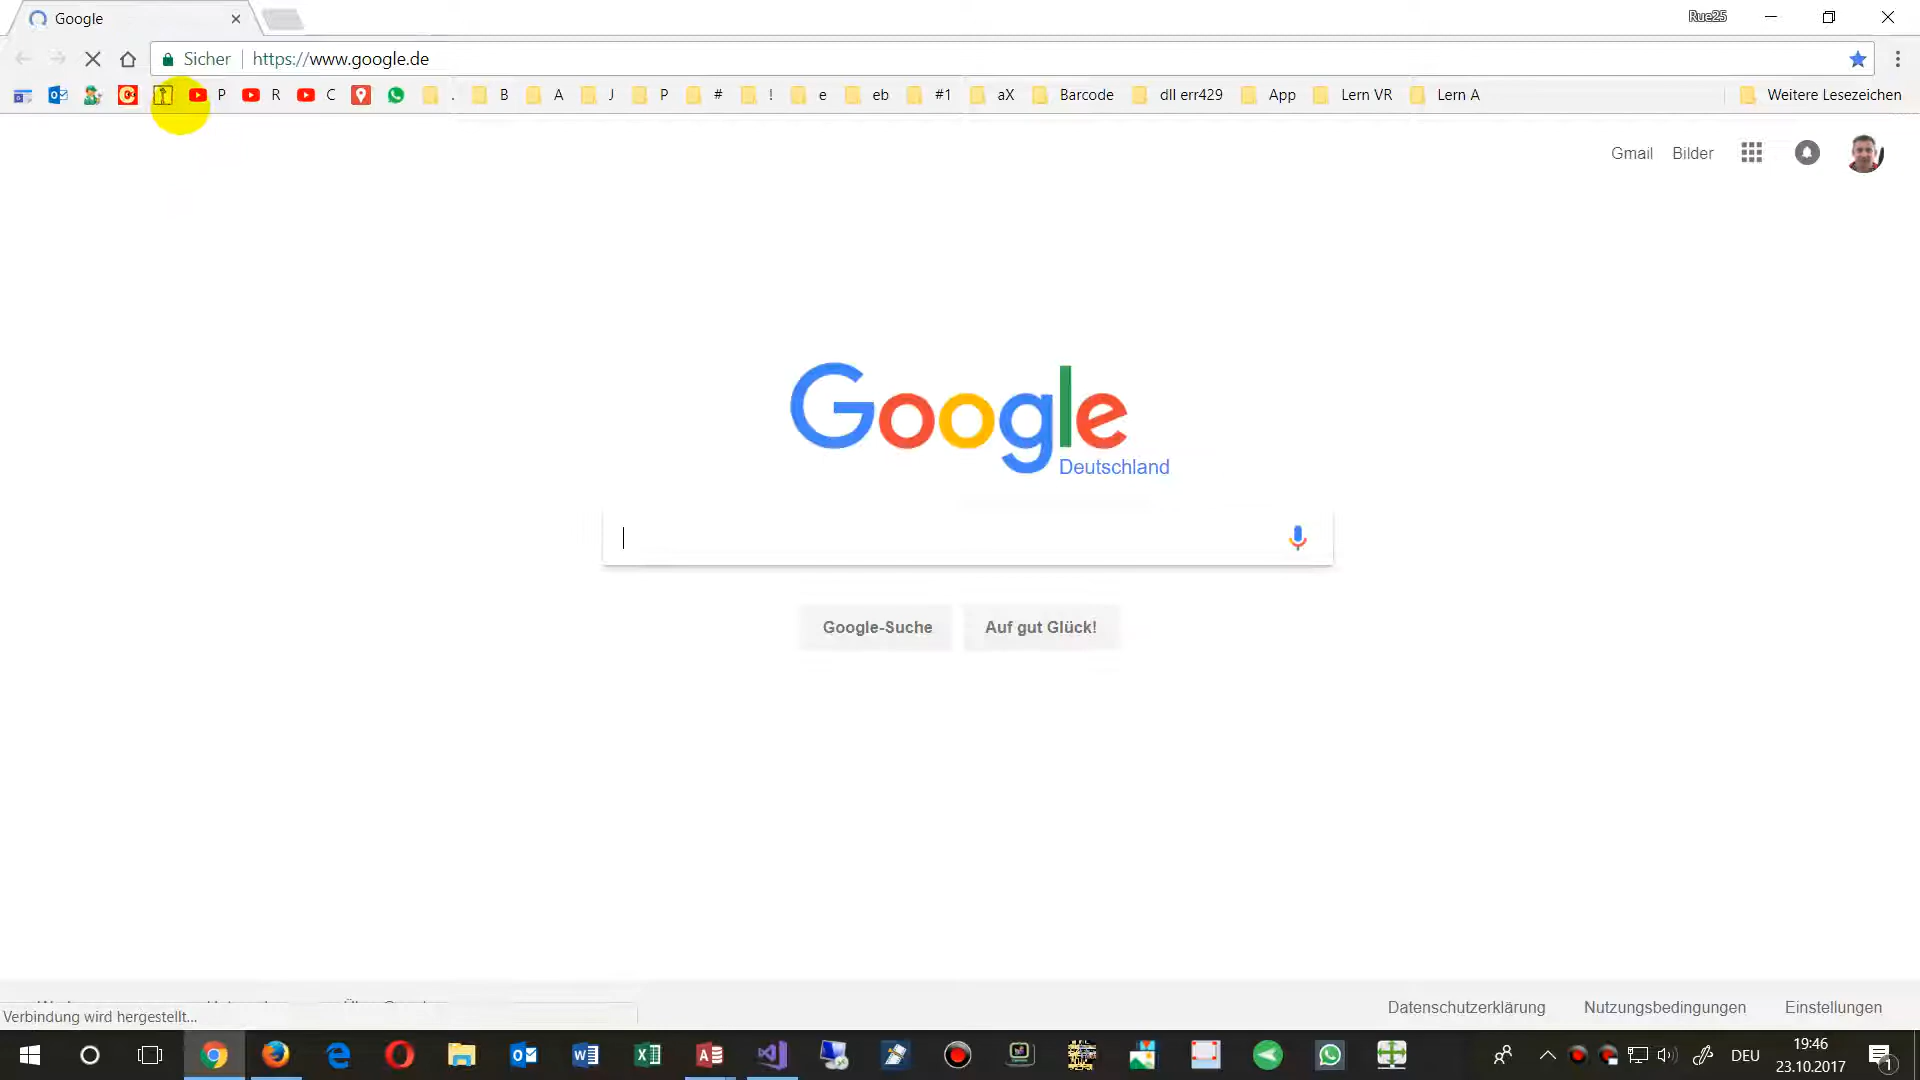 Google
Rue25
Sicher https://www.google.de
P R C . B A J P # ! e eb #1 aX Barcode dll err429 App Lern VR Lern A Weitere Lesezeichen
Gmail Bilder
Google
Deutschland
Google-Suche Auf gut Glück!
Datenschutzerklärung Nutzungsbedingungen Einstellungen
Verbindung wird hergestellt...
DEU
19:46
23.10.2017
1